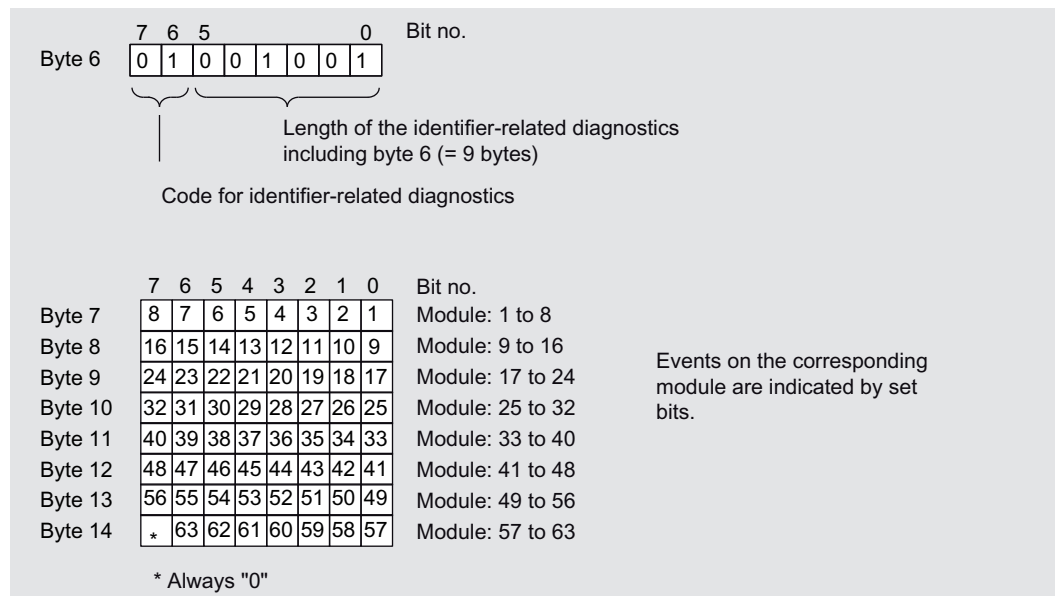 7 6 5 0 Bit no.
Byte 6 0 1 0 0 1 0 0 1
Length of the identifier-related diagnostics
including byte 6 (= 9 bytes)
Code for identifier-related diagnostics
7 6 5 4 3 2 1 0 Bit no.
Byte 7 8 7 6 5 4 3 2 1 Module: 1 to 8
Byte 8 16 15 14 13 12 11 10 9 Module: 9 to 16
Byte 9 24 23 22 21 20 19 18 17 Module: 17 to 24
Byte 10 32 31 30 29 28 27 26 25 Module: 25 to 32
Byte 11 40 39 38 37 36 35 34 33 Module: 33 to 40
Byte 12 48 47 46 45 44 43 42 41 Module: 41 to 48
Byte 13 56 55 54 53 52 51 50 49 Module: 49 to 56
Byte 14 * 63 62 61 60 59 58 57 Module: 57 to 63
Events on the corresponding
module are indicated by set
bits.
* Always "0"